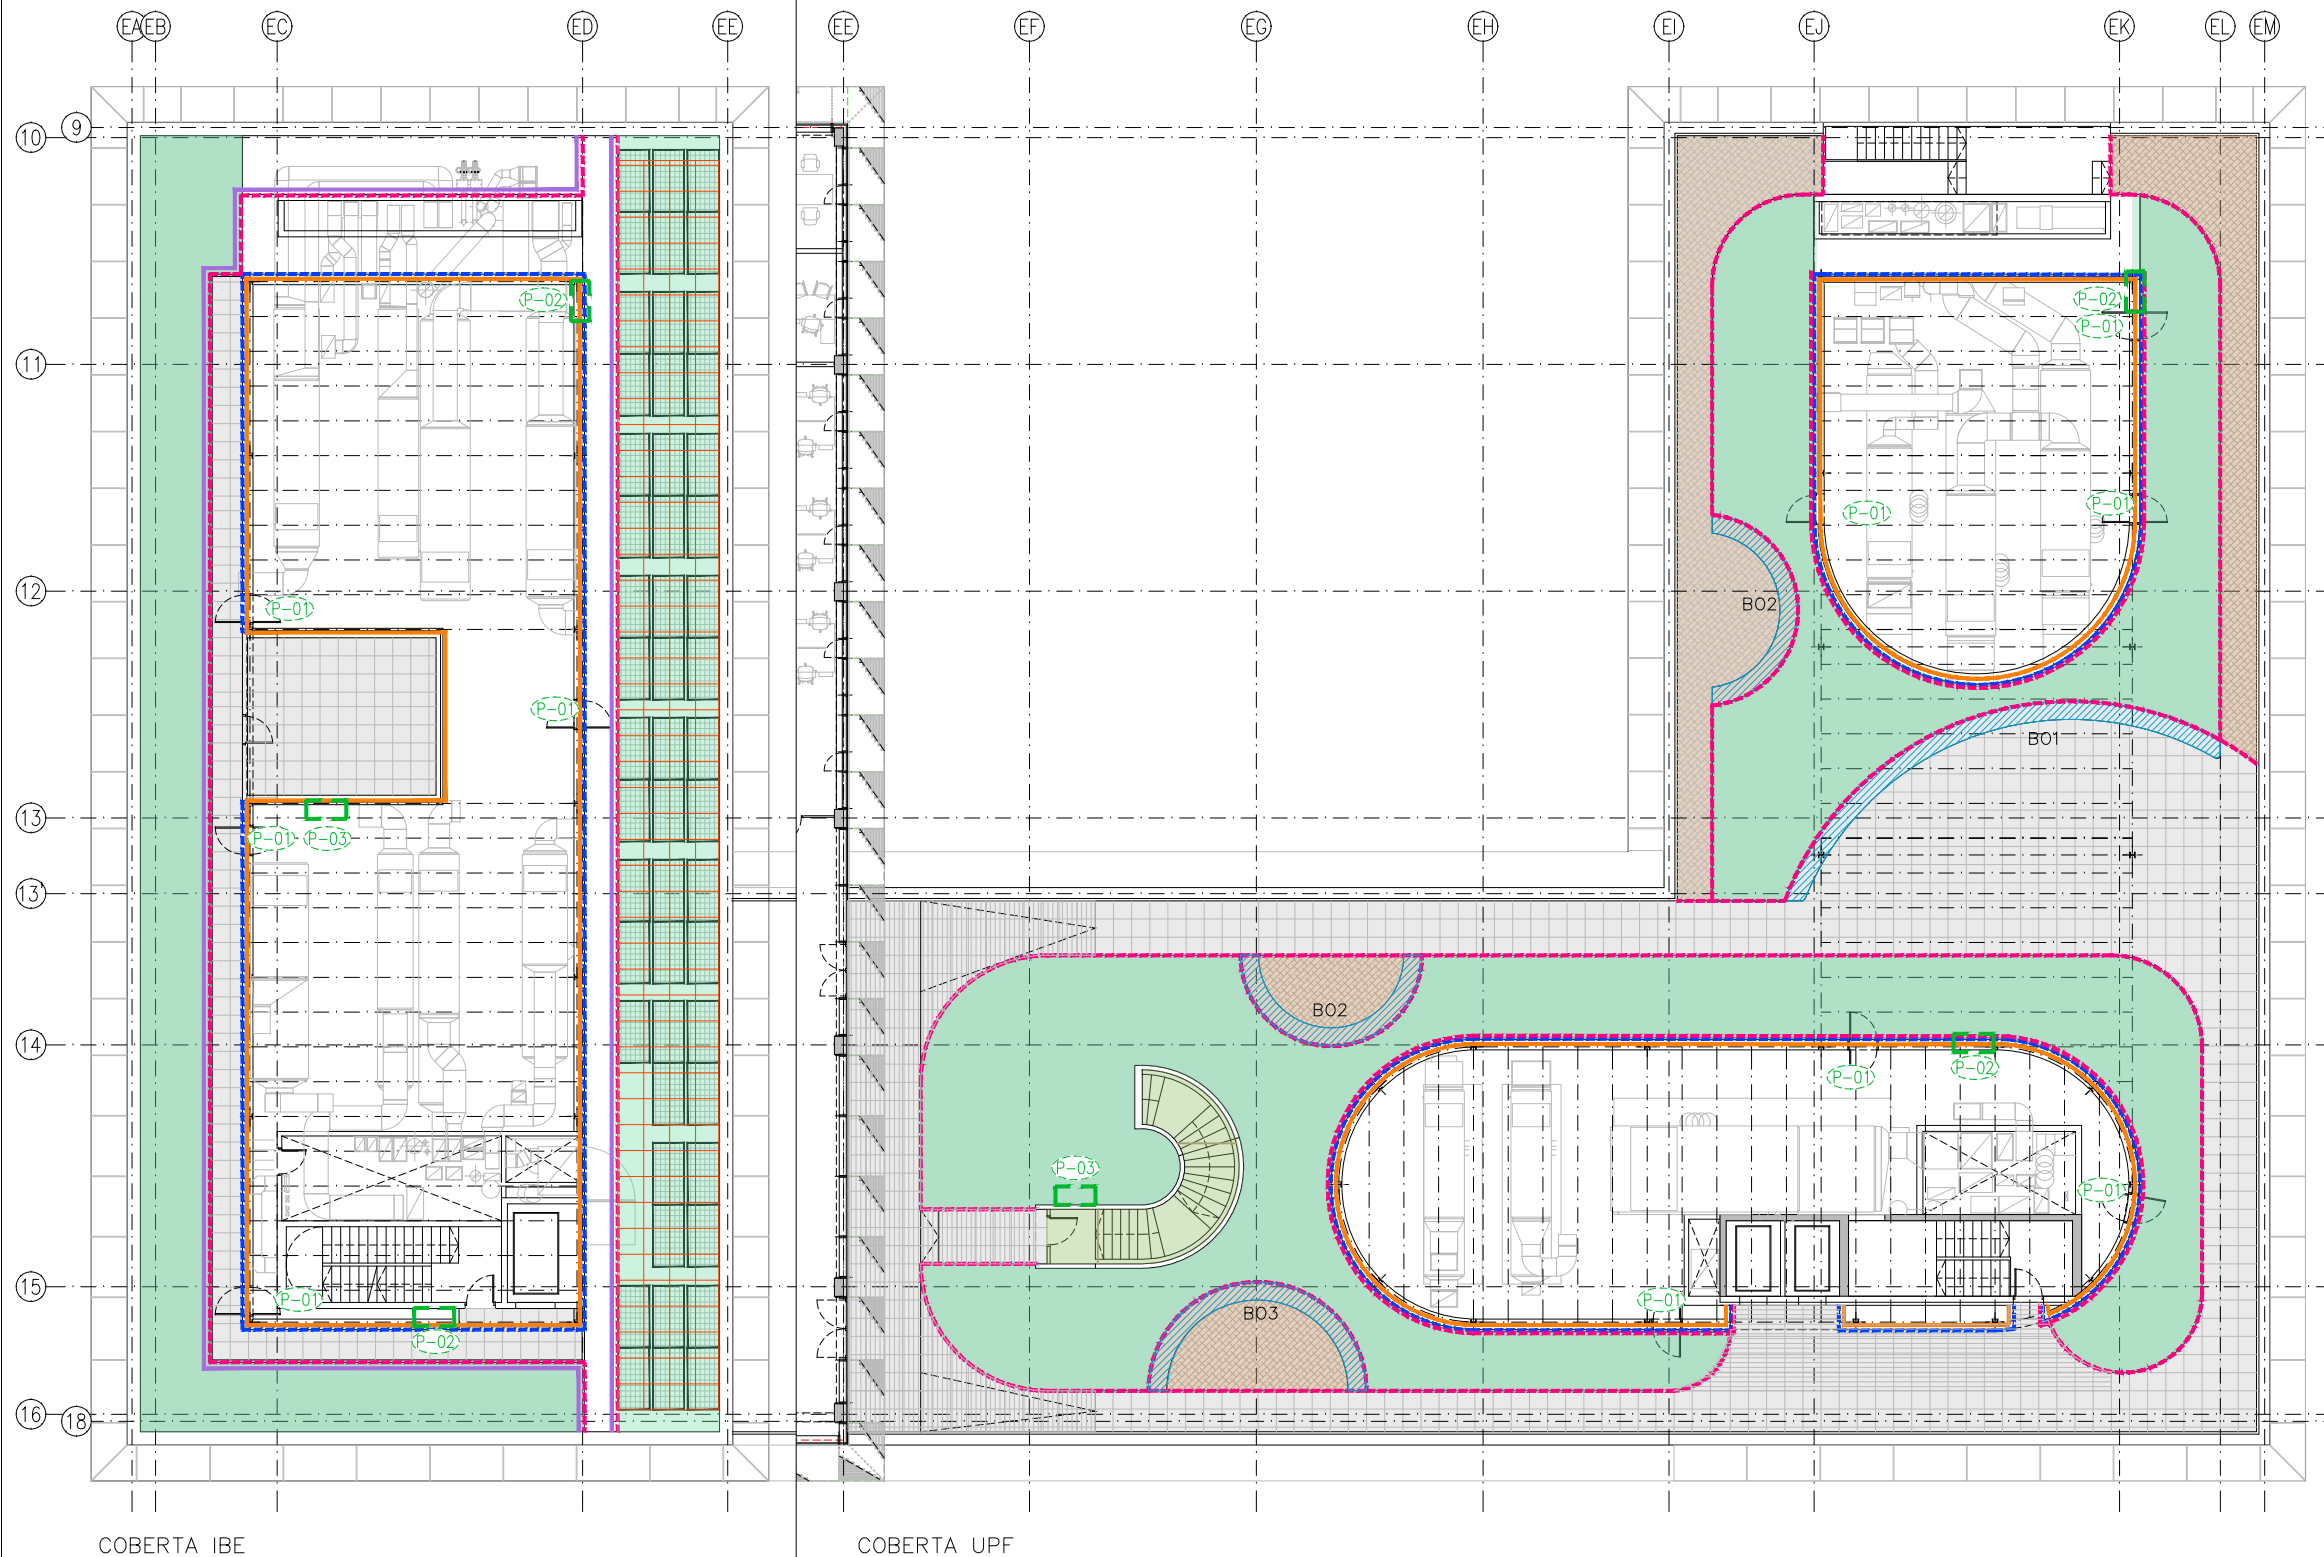 EA EB EC ED EE EE EF EG EH EI EJ EK EL EM
9
10
P-02
P-02
P-01
11
P-01
P-01
12
P-01
B02
P-01
B01
13
P-01
P-03
13
B02
14
P-01
P-02
P-03
P-01
15
P-01
P-01
B03
P-02
16
18
COBERTA IBE
COBERTA UPF